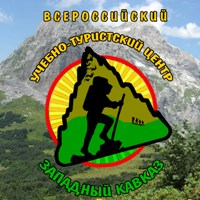 ВСЕРОССИЙСКИЙ
УЧЕБНО-ТУРИСТСКИЙ ЦЕНТР
ЗАПАДНЫЙ КАВКАЗ